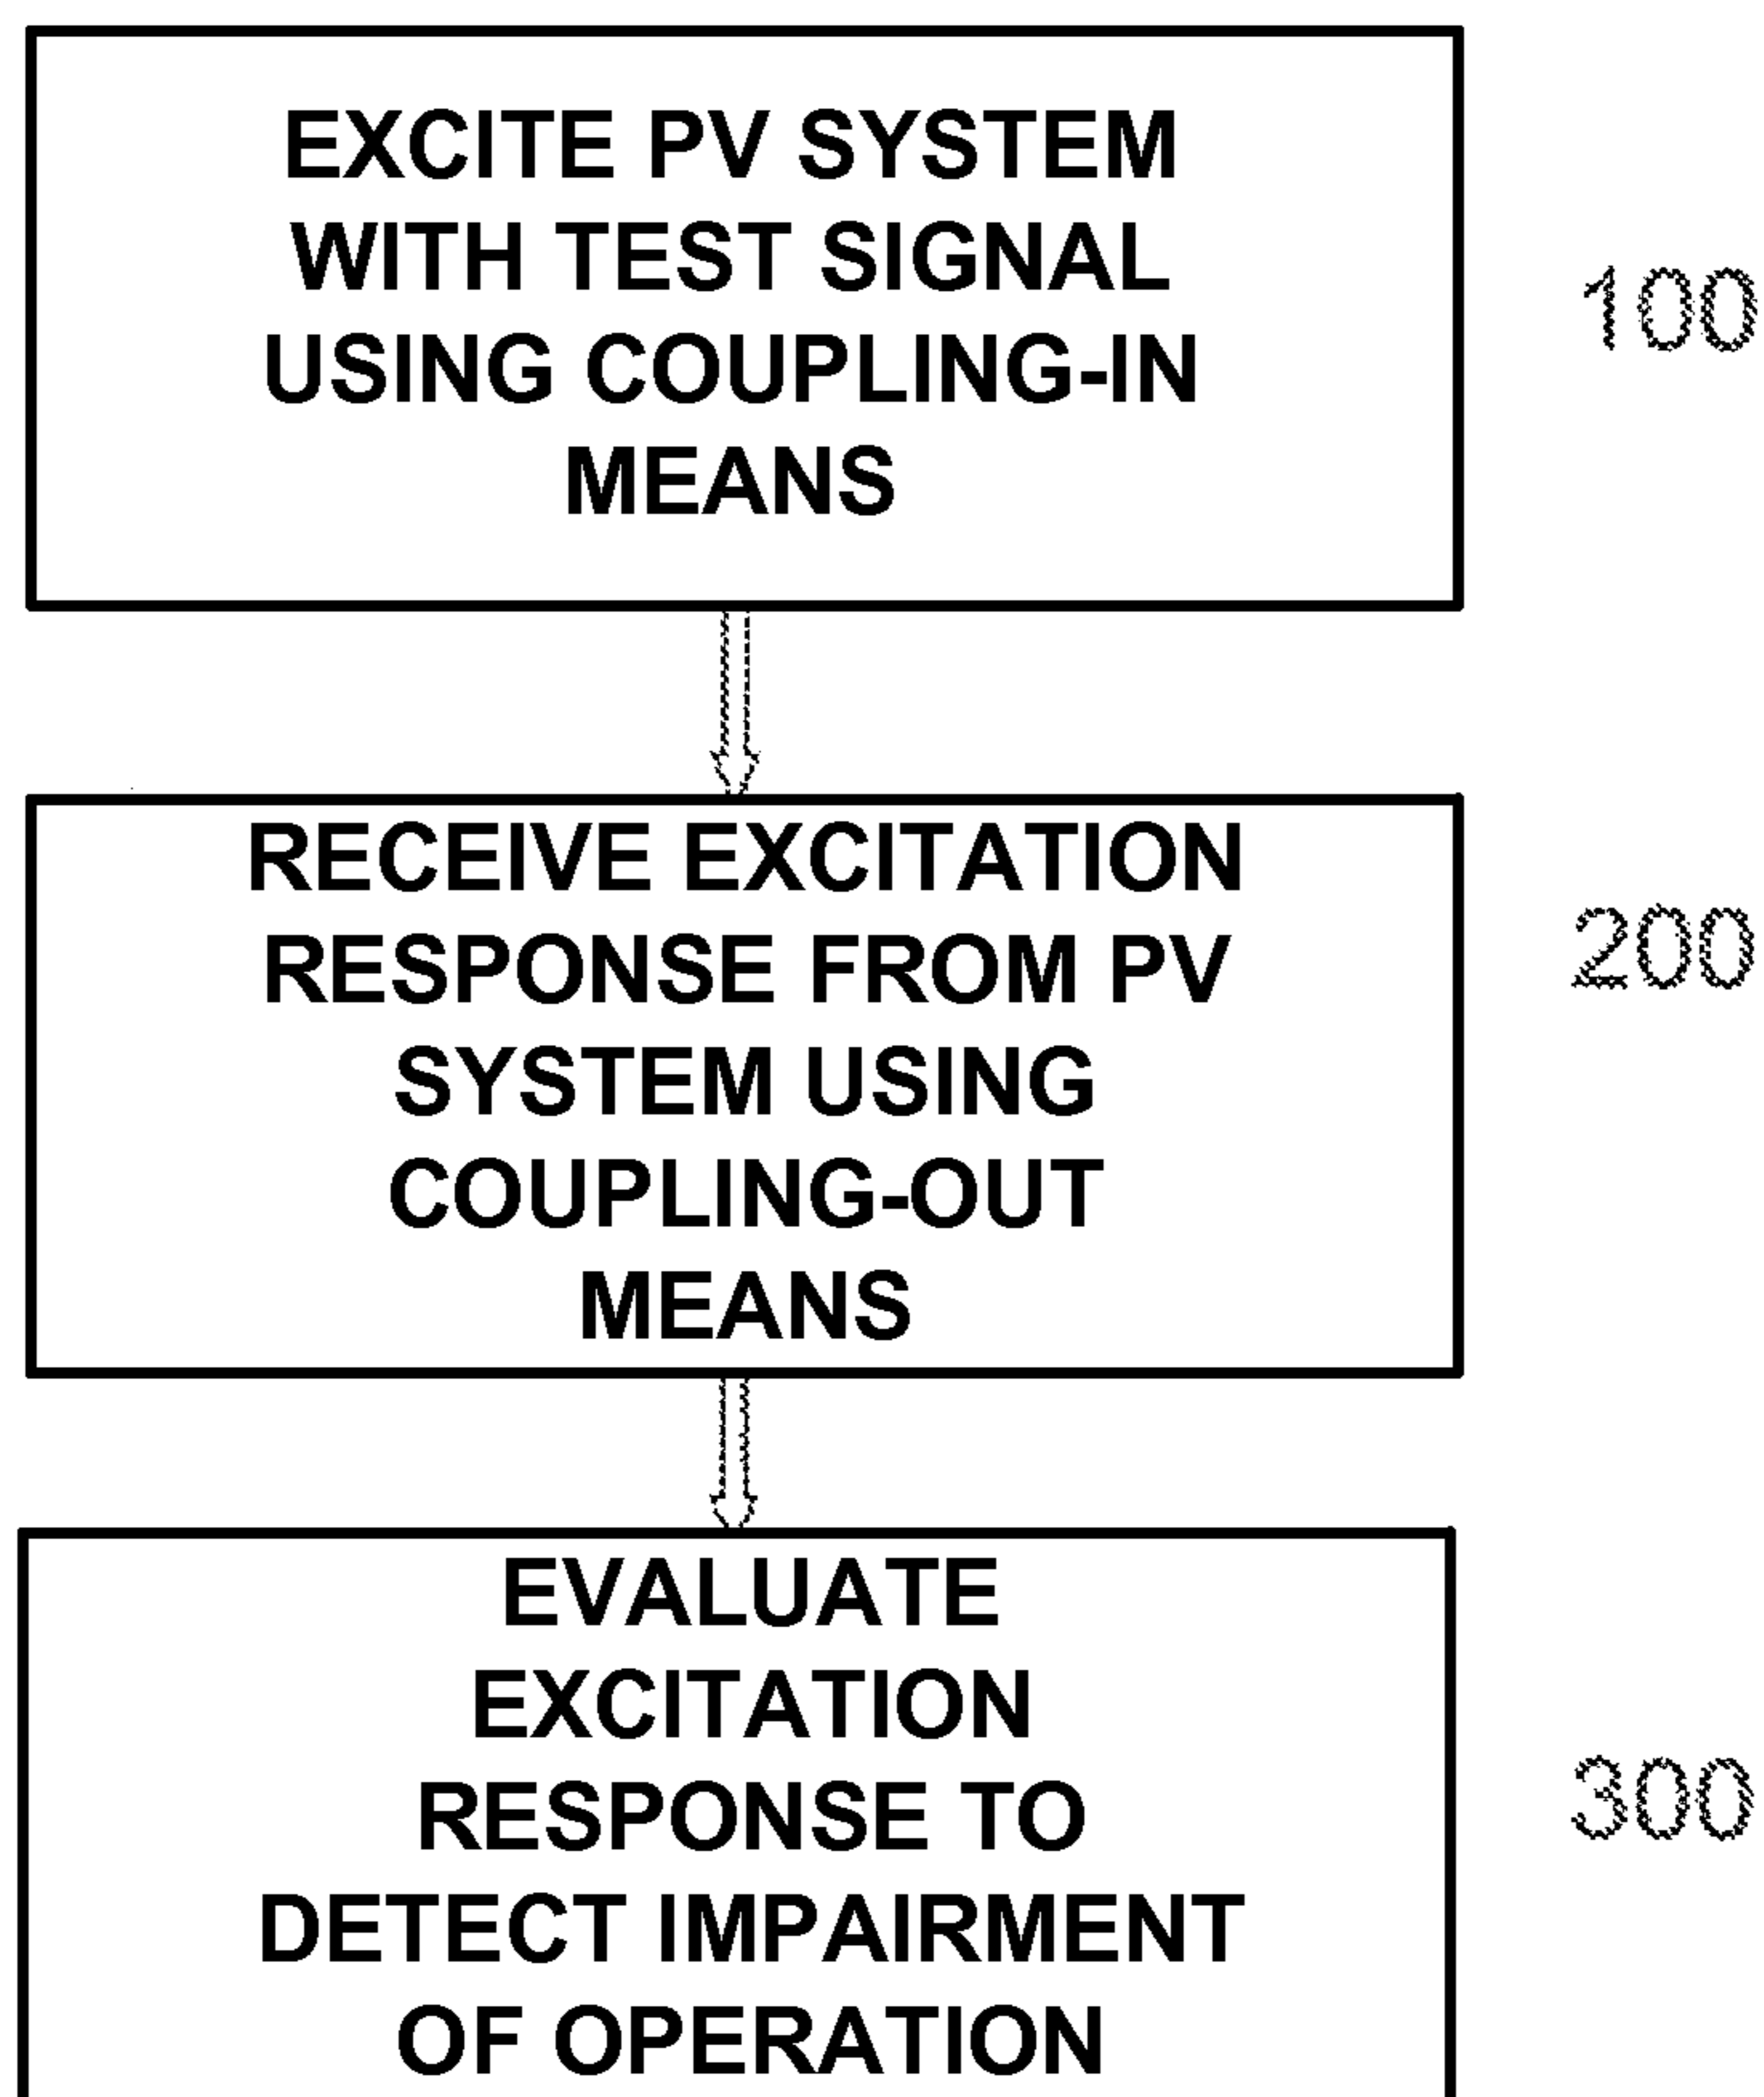 EXCITE PV SYSTEM
WITH TEST SIGNAL
USING COUPLING-IN
MEANS
100
RECEIVE EXCITATION
RESPONSE FROM PV
SYSTEM USING
COUPLING-OUT
MEANS
200
EVALUATE
EXCITATION
RESPONSE TO
DETECT IMPAIRMENT
OF OPERATION
300